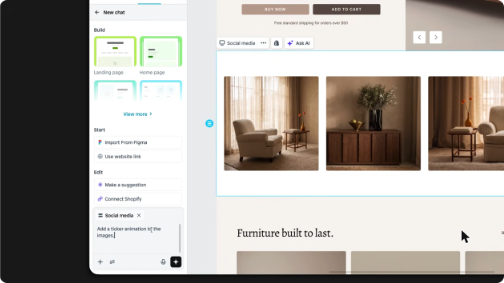 New chat
Build
Landing page
Home page
View more
Start
Import From Figma
Use website link
Edit
Make a suggestion
Connect Shopify
Social media
Add a ticker animation to the
images.
BUY NOW
ADD TO CART
Free standard shipping for orders over $50
Social media
Ask AI
Furniture built to last.